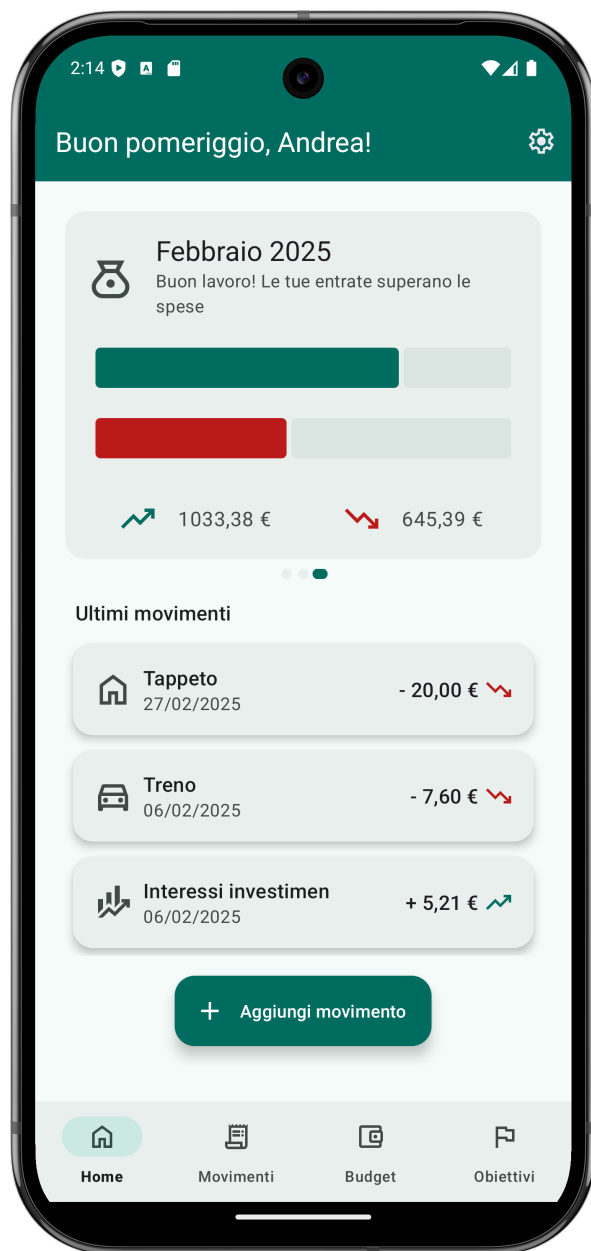 2:14
Buon pomeriggio, Andrea!
Febbraio 2025
Buon lavoro! Le tue entrate superano le
spese
1033,38 € 645,39 €
Ultimi movimenti
Tappeto
27/02/2025
- 20,00 €
Treno
06/02/2025
- 7,60 €
Interessi investimen
06/02/2025
+ 5,21 €
+ Aggiungi movimento
Home Movimenti Budget Obiettivi